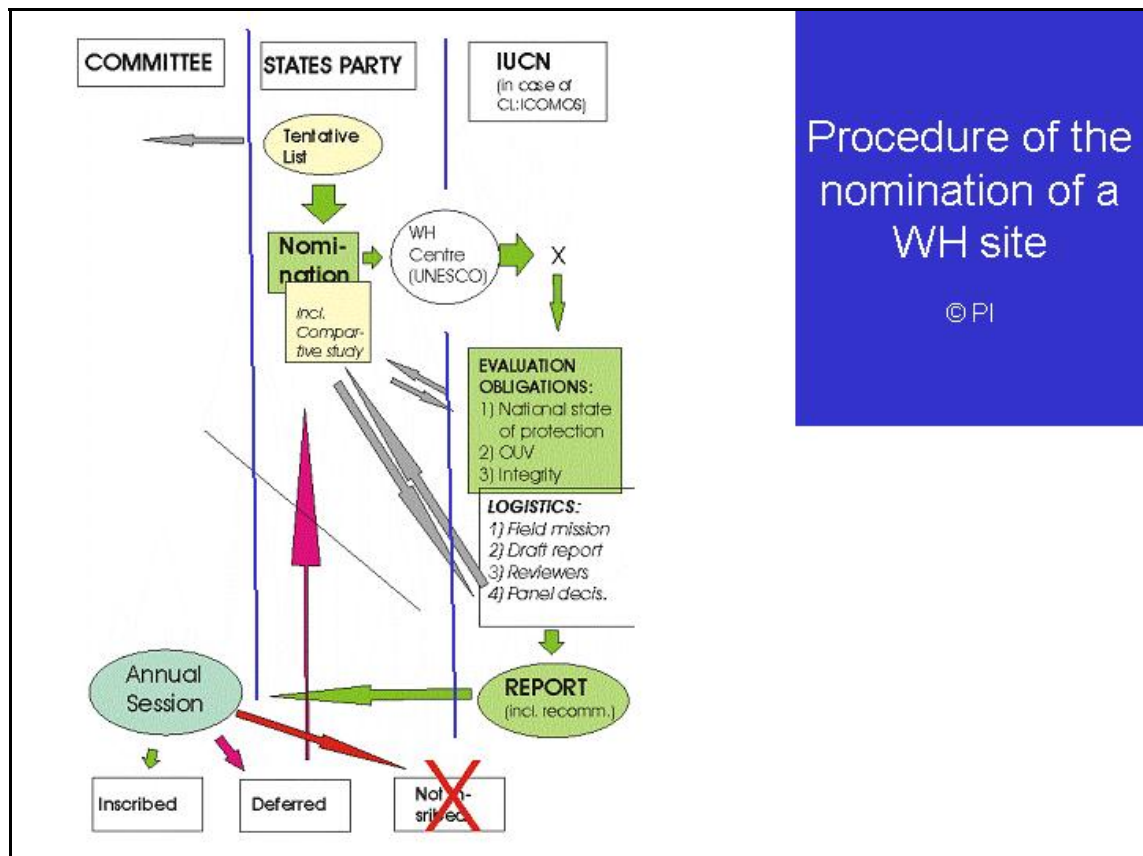 COMMITTEE
STATES PARTY
IUCN
(in case of
CL:ICOMOS)
Tentative
List
Nomi-
nation
Incl.
Compar-
tive study
WH
Centre
(UNESCO)
X
EVALUATION
OBLIGATIONS:
1) National state
of protection
2) OUV
3) Integrity
LOGISTICS:
1) Field mission
2) Draft report
3) Reviewers
4) Panel decis.
REPORT
(incl. recomm.)
Annual
Session
Inscribed
Deferred
Not in-
sribed
Procedure of the
nomination of a
WH site
© PI